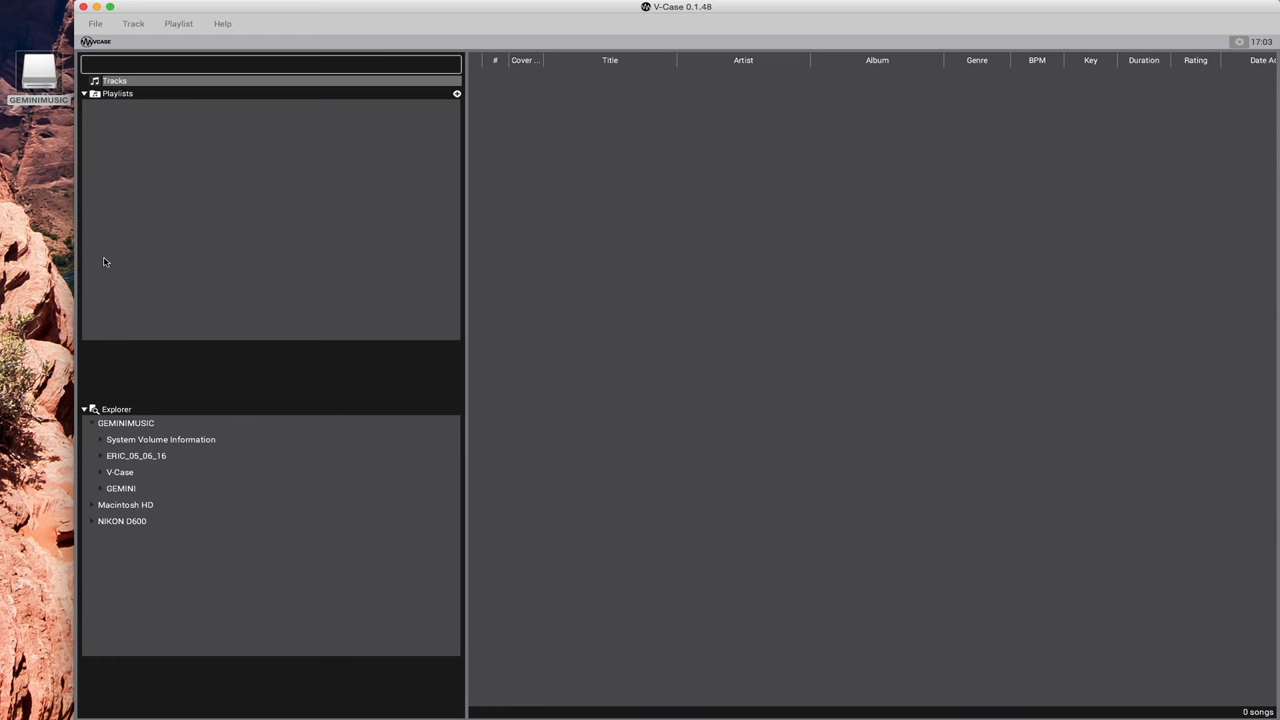 V-Case 0.1.48
File Track Playlist Help
VCASE 17:03
GEMINIMUSIC
Tracks
Playlists
# Cover ... Title Artist Album Genre BPM Key Duration Rating Date Ac
Explorer
GEMINIMUSIC
System Volume Information
ERIC_05_06_16
V-Case
GEMINI
Macintosh HD
NIKON D600
0 songs